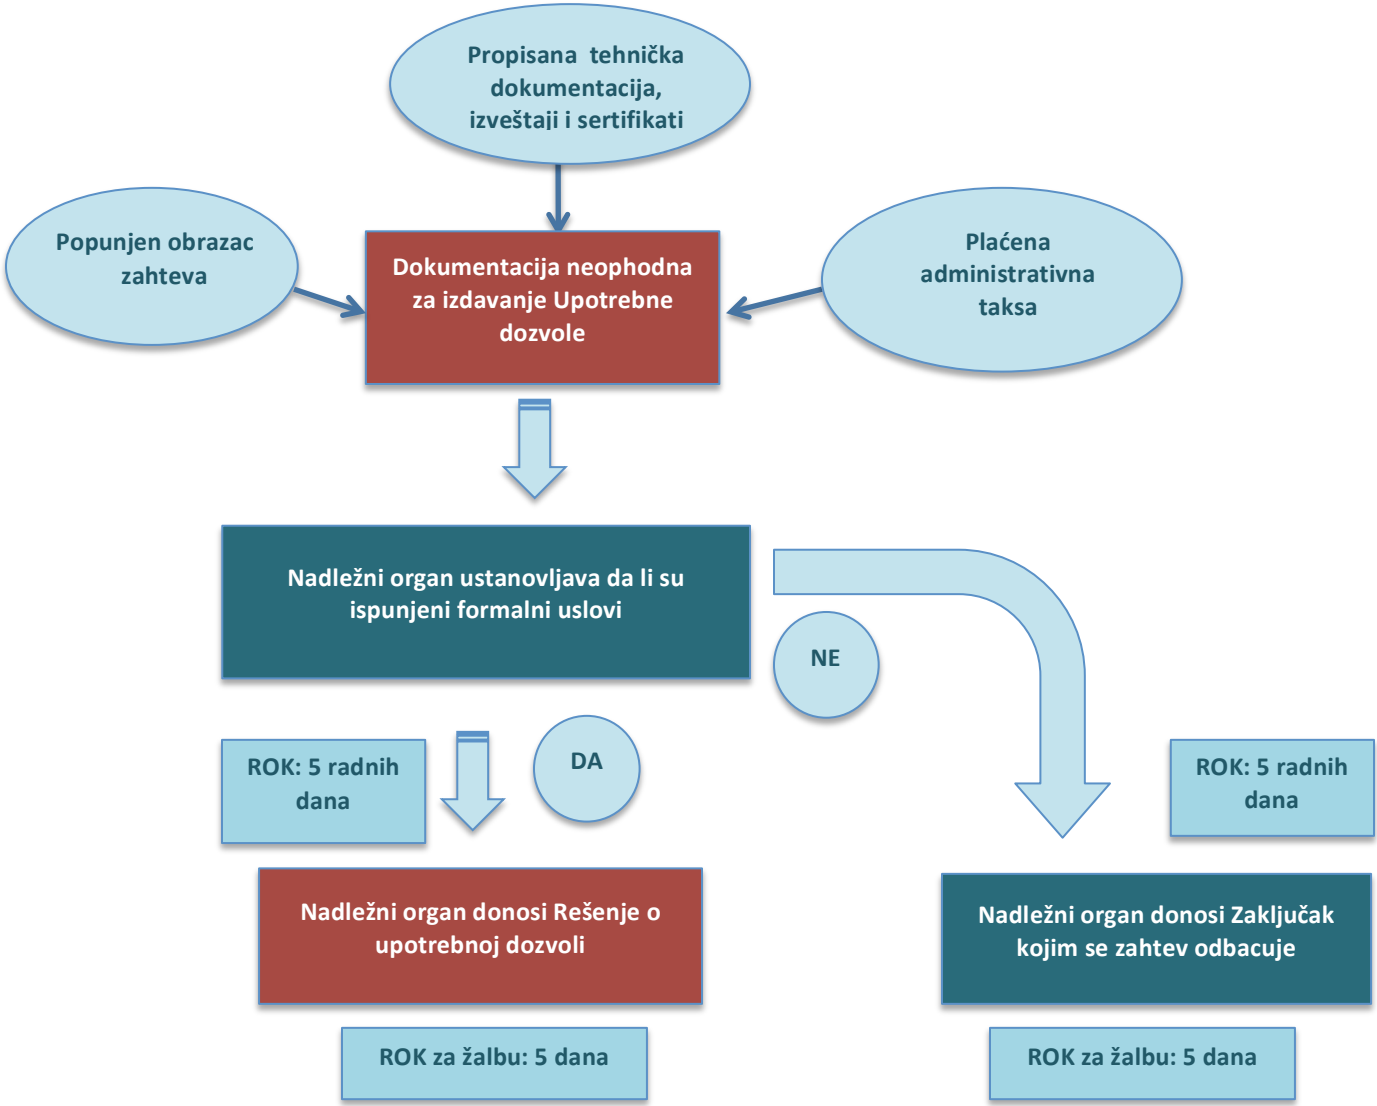 Propisana tehnička
dokumentacija,
izveštaji i sertifikati
Popunjen obrazac
zahteva
Dokumentacija neophodna
za izdavanje Upotrebne
dozvole
Plaćena
administrativna
taksa
Nadležni organ ustanovljava da li su
ispunjeni formalni uslovi
NE
ROK: 5 radnih
dana
DA
ROK: 5 radnih
dana
Nadležni organ donosi Rešenje o
upotrebnoj dozvoli
Nadležni organ donosi Zaključak
kojim se zahtev odbacuje
ROK za žalbu: 5 dana
ROK za žalbu: 5 dana